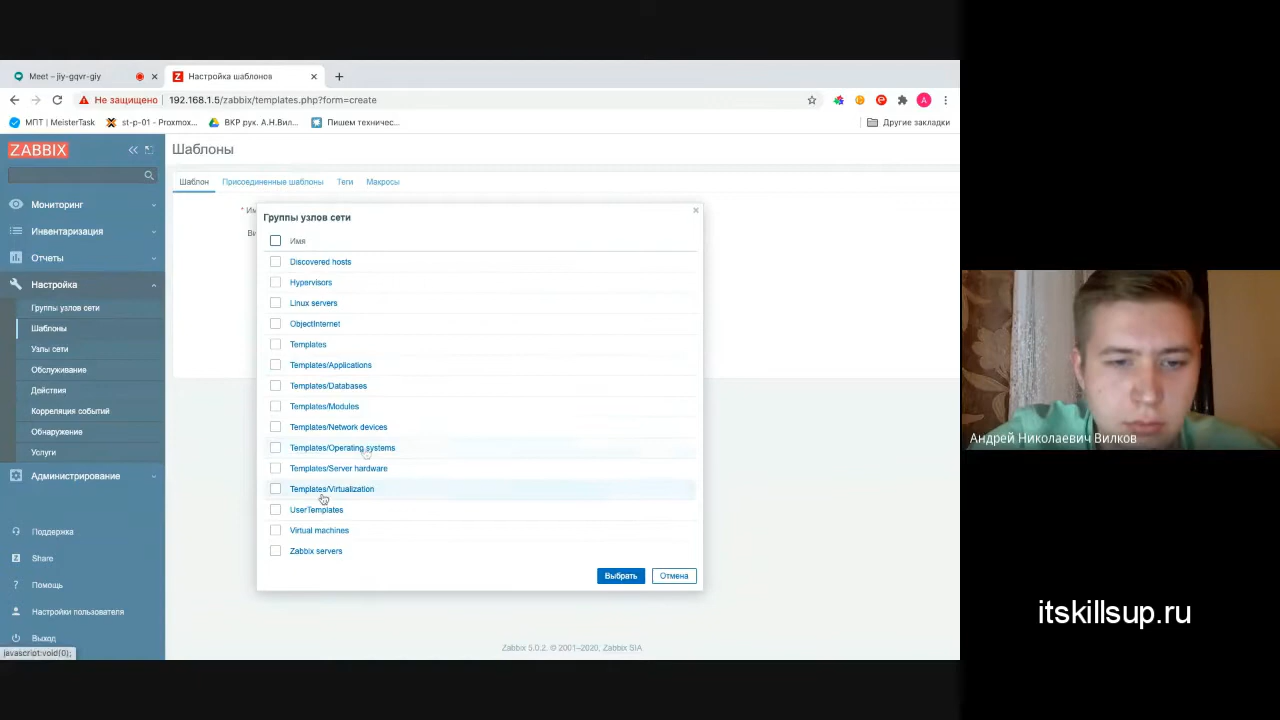 Meet – jiy-gqvr-giy
Настройка шаблонов
Не защищено
192.168.1.5/zabbix/templates.php?form=create
МПТ | MeisterTask
st-p-01 - Proxmox...
ВКР рук. А.Н.Вил...
Пишем техничес...
Другие закладки
ZABBIX
Мониторинг
Инвентаризация
Отчеты
Настройка
Группы узлов сети
Шаблоны
Узлы сети
Обслуживание
Действия
Корреляция событий
Обнаружение
Услуги
Администрирование
Поддержка
Share
Помощь
Настройки пользователя
Выход
javascript:void(0);
Шаблоны
Шаблон
Присоединенные шаблоны
Теги
Макросы
Группы узлов сети
Имя
Discovered hosts
Hypervisors
Linux servers
ObjectInternet
Templates
Templates/Applications
Templates/Databases
Templates/Modules
Templates/Network devices
Templates/Operating systems
Templates/Server hardware
Templates/Virtualization
UserTemplates
Virtual machines
Zabbix servers
Выбрать
Отмена
Zabbix 5.0.2. © 2001–2020, Zabbix SIA
Андрей Николаевич Вилков
itskillsup.ru